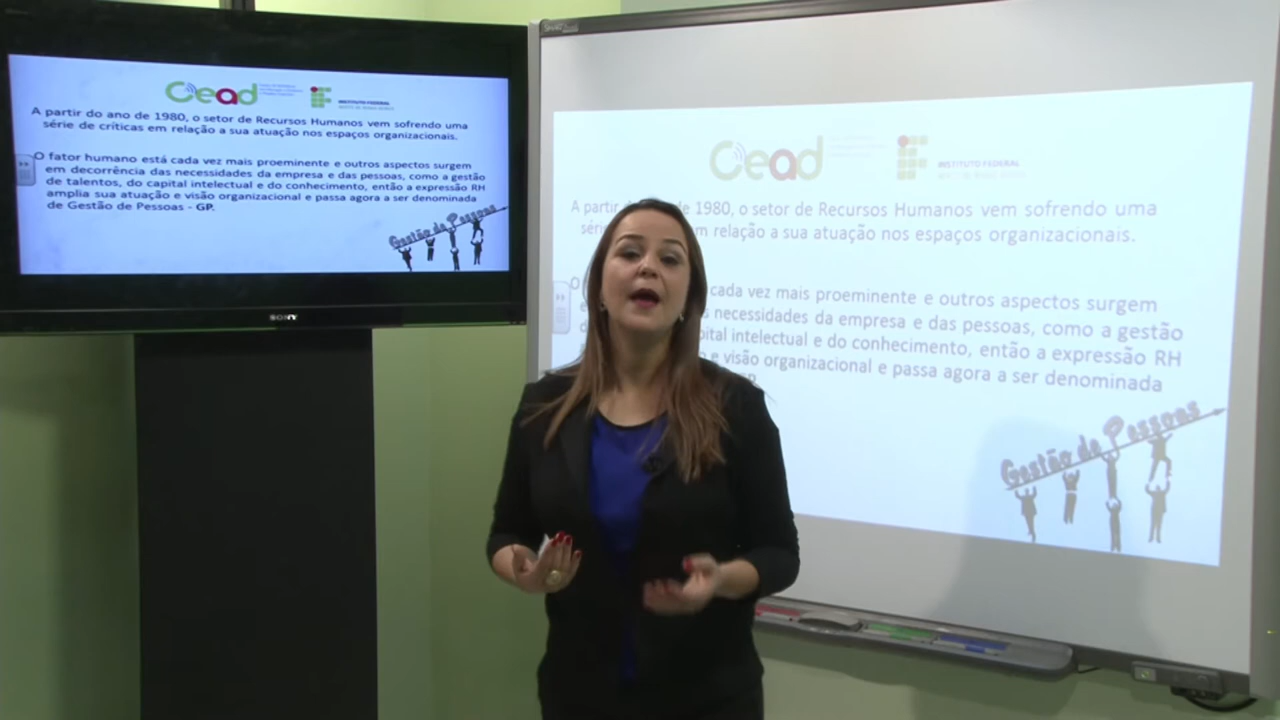 Cead
INSTITUTO FEDERAL
A partir do ano de 1980, o setor de Recursos Humanos vem sofrendo uma
série de críticas em relação a sua atuação nos espaços organizacionais.
O fator humano está cada vez mais proeminente e outros aspectos surgem
em decorrência das necessidades da empresa e das pessoas, como a gestão
de talentos, do capital intelectual e do conhecimento, então a expressão RH
amplia sua atuação e visão organizacional e passa agora a ser denominada
de Gestão de Pessoas - GP.
Gestão de Pessoas
SONY
Cead
INSTITUTO FEDERAL
A partir de 1980, o setor de Recursos Humanos vem sofrendo uma
em relação a sua atuação nos espaços organizacionais.
O
cada vez mais proeminente e outros aspectos surgem
necessidades da empresa e das pessoas, como a gestão
intelectual e do conhecimento, então a expressão RH
e visão organizacional e passa agora a ser denominada
Gestão de Pessoas